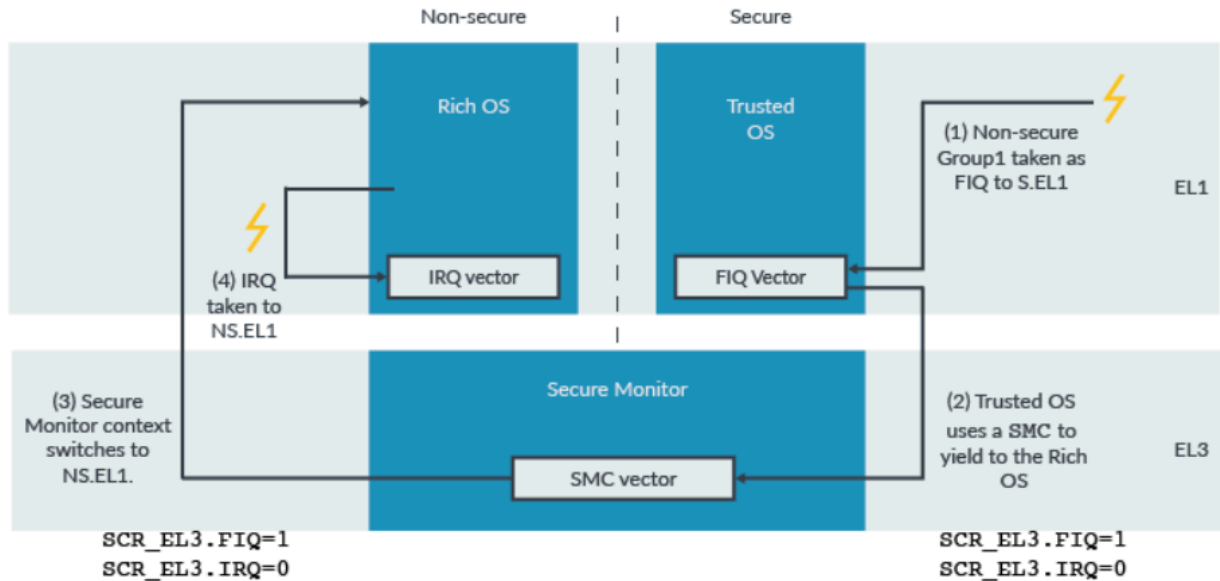 Non-secure
Secure
Rich OS
Trusted
OS
(1) Non-secure
Group1 taken as
FIQ to S.EL1
EL1
(4) IRQ
taken to
NS.EL1
IRQ vector
FIQ Vector
(3) Secure
Monitor context
switches to
NS.EL1.
Secure Monitor
SMC vector
(2) Trusted OS
uses a SMC to
yield to the Rich
OS
EL3
SCR_EL3.FIQ=1
SCR_EL3.IRQ=0
SCR_EL3.FIQ=1
SCR_EL3.IRQ=0